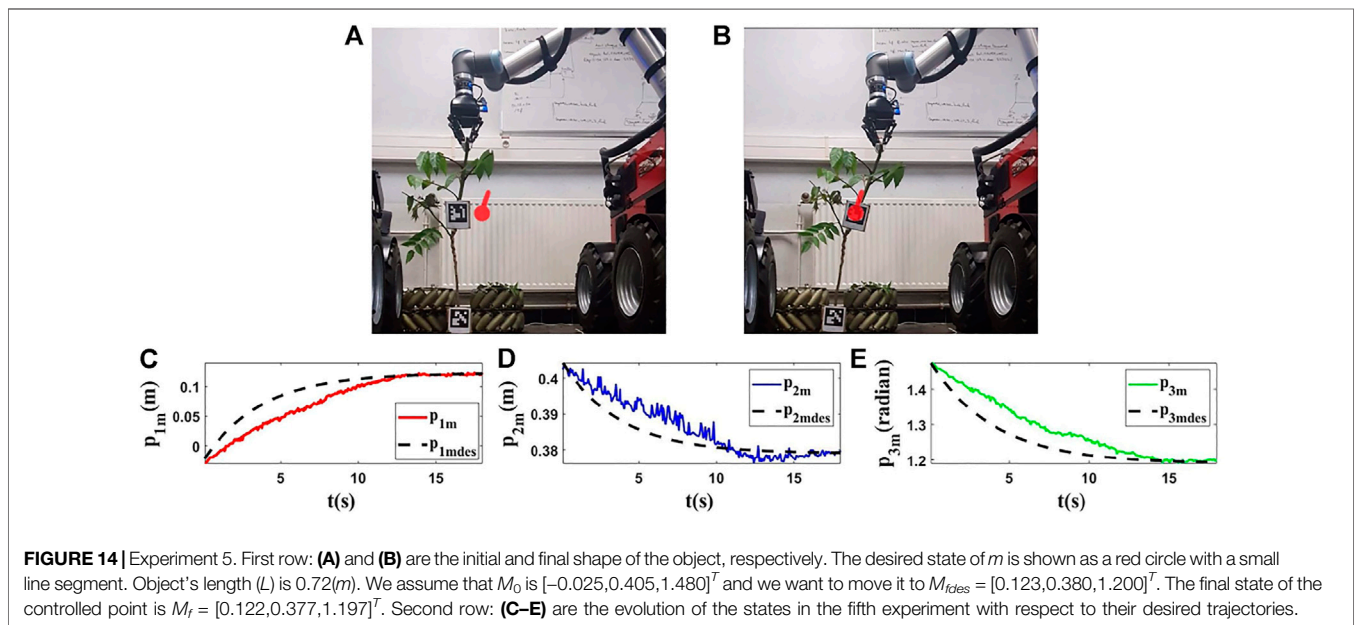 A
B
C
p1m(m)
0.1
0.05
0
5
10
15
t(s)
p1m
p1mdes
D
p2m(m)
0.4
0.39
0.38
5
10
15
t(s)
p2m
p2mdes
E
p3m(radian)
1.4
1.3
1.2
5
10
15
t(s)
p3m
p3mdes
FIGURE 14 | Experiment 5. First row: (A) and (B) are the initial and final shape of the object, respectively. The desired state of m is shown as a red circle with a small
line segment. Object's length (L) is 0.72(m). We assume that M0 is [−0.025,0.405,1.480]^T and we want to move it to Mfdes = [0.123,0.380,1.200]^T. The final state of the
controlled point is Mf = [0.122,0.377,1.197]^T. Second row: (C–E) are the evolution of the states in the fifth experiment with respect to their desired trajectories.